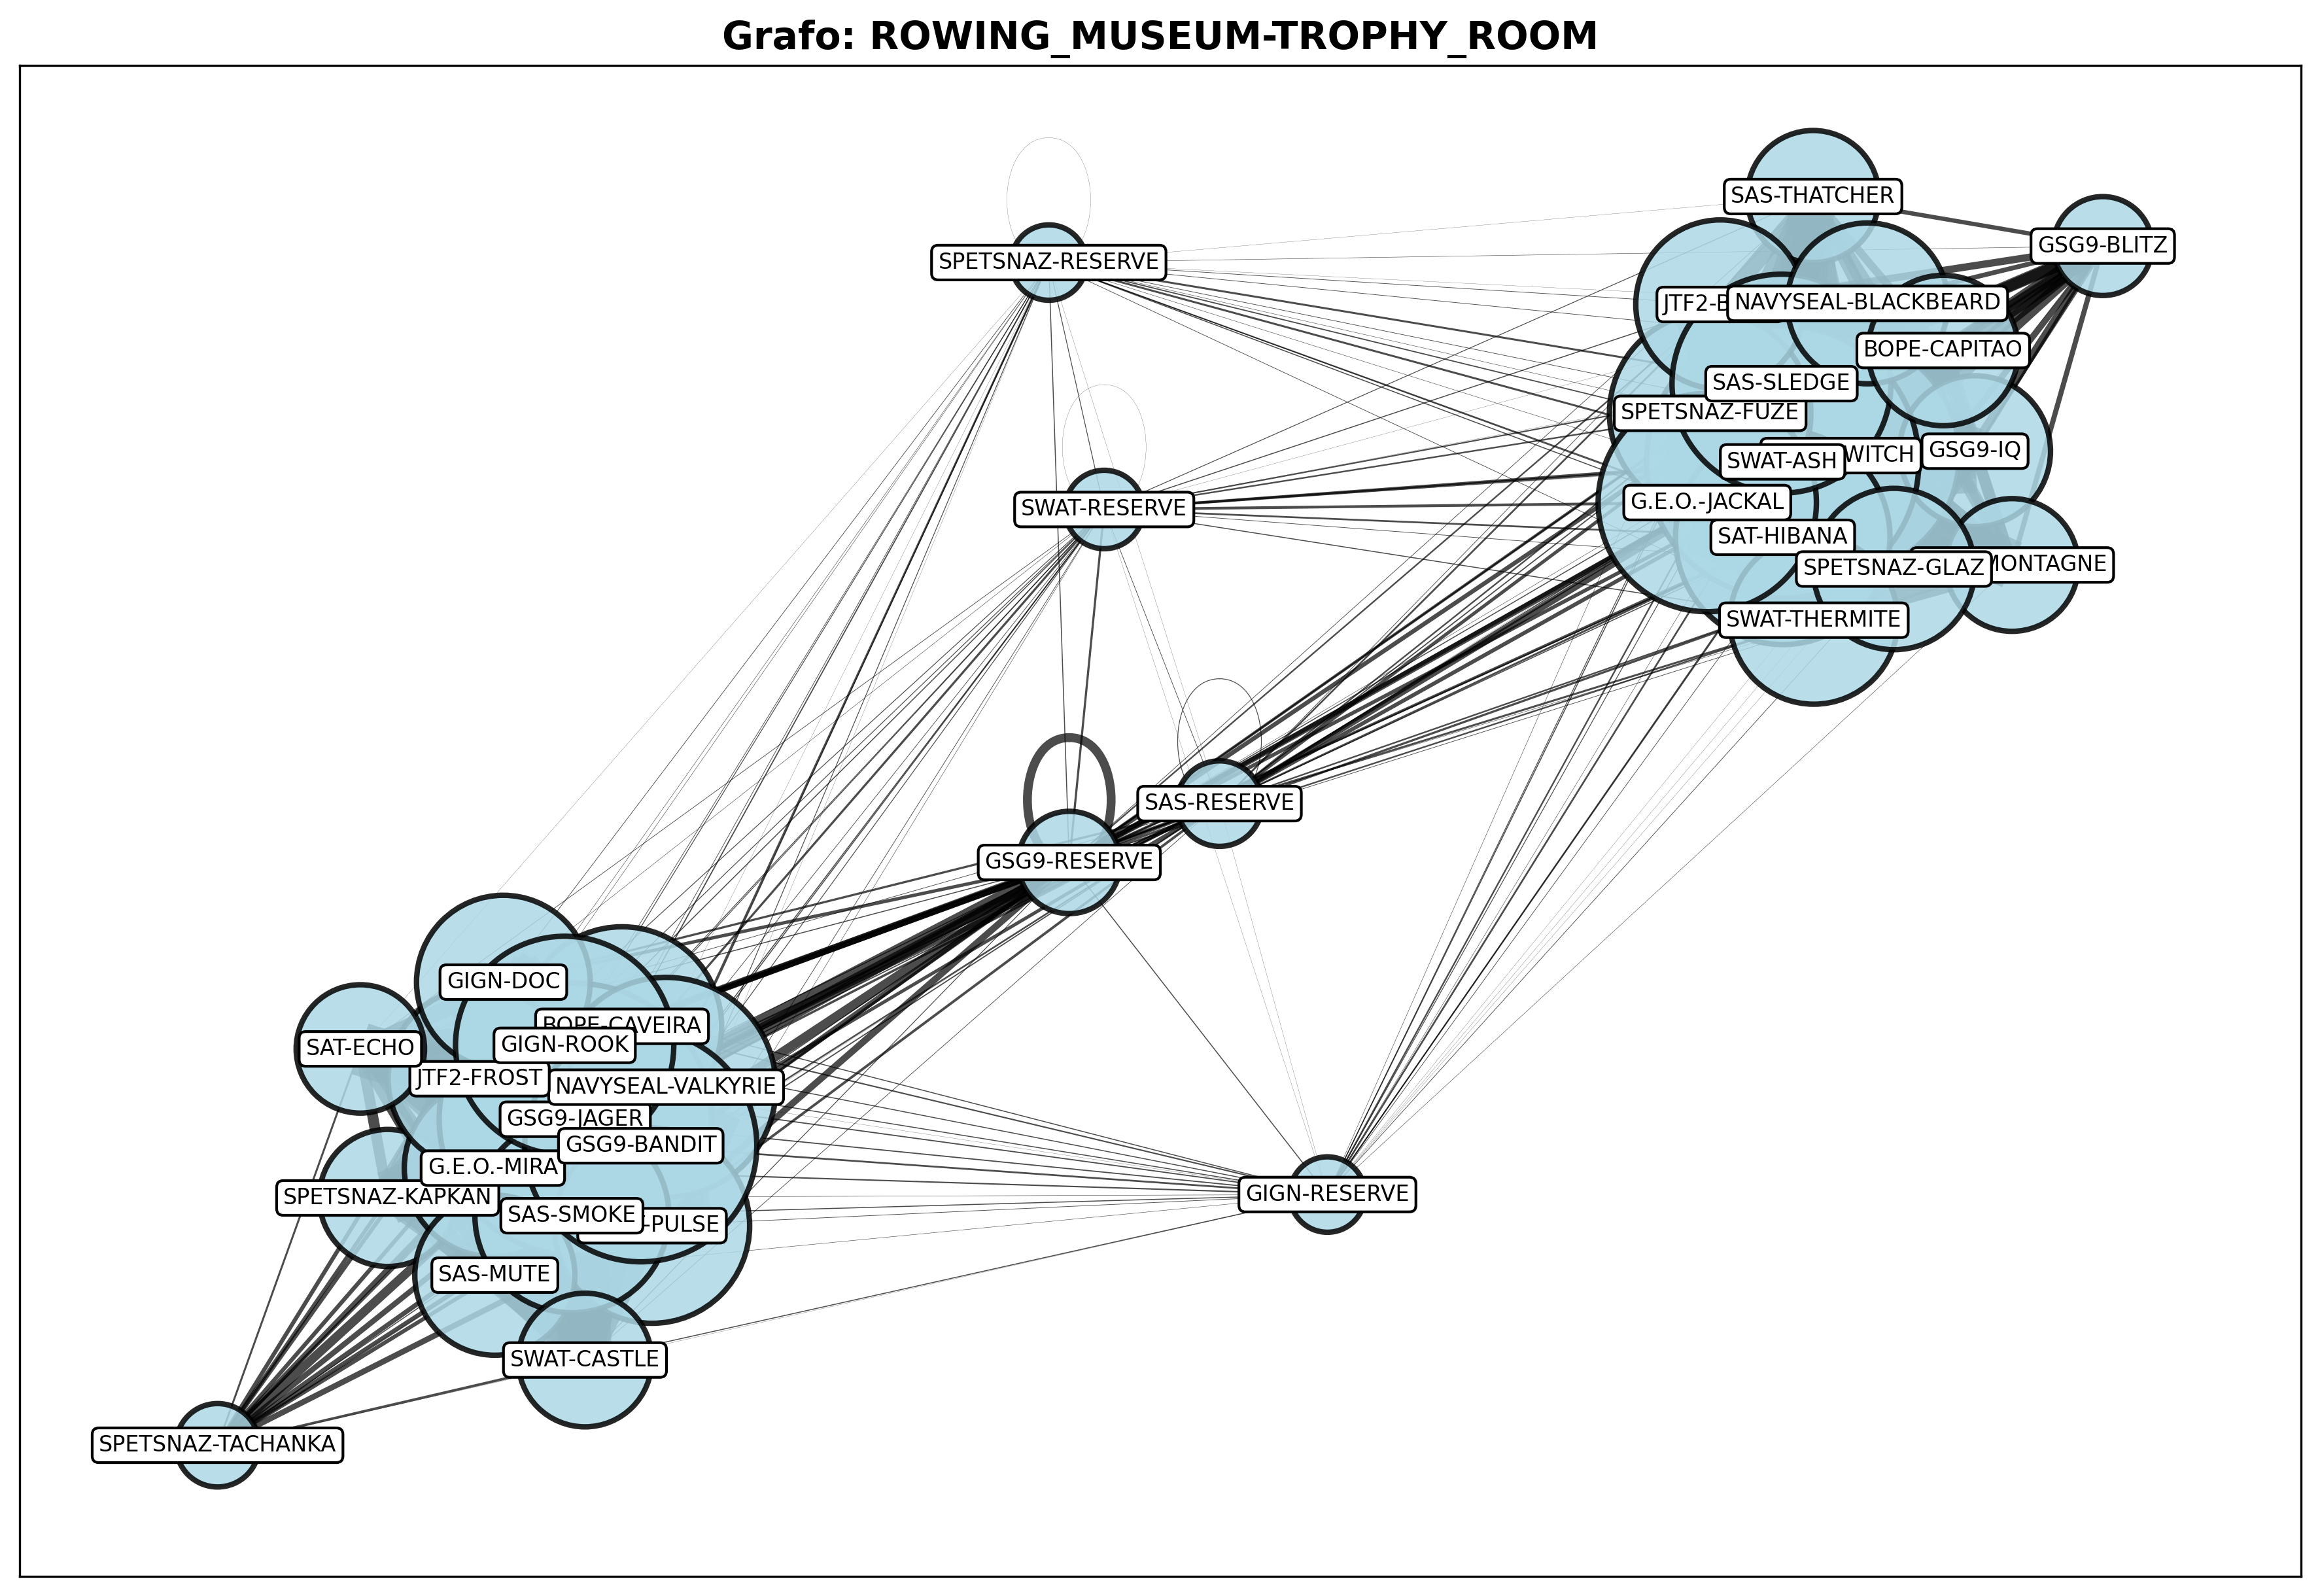 Grafo: ROWING_MUSEUM-TROPHY_ROOM
SAS-THATCHER
GSG9-BLITZ
SPETSNAZ-RESERVE
JTF2-B
NAVYSEAL-BLACKBEARD
BOPE-CAPITAO
SAS-SLEDGE
SPETSNAZ-FUZE
SWAT-ASH
WITCH
GSG9-IQ
G.E.O.-JACKAL
SWAT-RESERVE
SAT-HIBANA
SPETSNAZ-GLAZ
MONTAGNE
SWAT-THERMITE
SAS-RESERVE
GSG9-RESERVE
GIGN-DOC
BOPE-CAVEIRA
GIGN-ROOK
SAT-ECHO
JTF2-FROST
NAVYSEAL-VALKYRIE
GSG9-JAGER
GSG9-BANDIT
G.E.O.-MIRA
SPETSNAZ-KAPKAN
GIGN-RESERVE
SAS-SMOKE
-PULSE
SAS-MUTE
SWAT-CASTLE
SPETSNAZ-TACHANKA